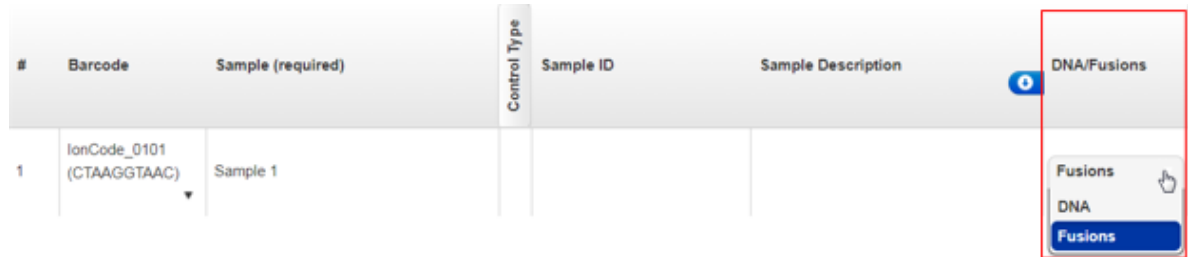 # Barcode Sample (required) Control Type Sample ID Sample Description DNA/Fusions
1 IonCode_0101 (CTAAGGTAAC) Sample 1 Fusions
DNA
Fusions